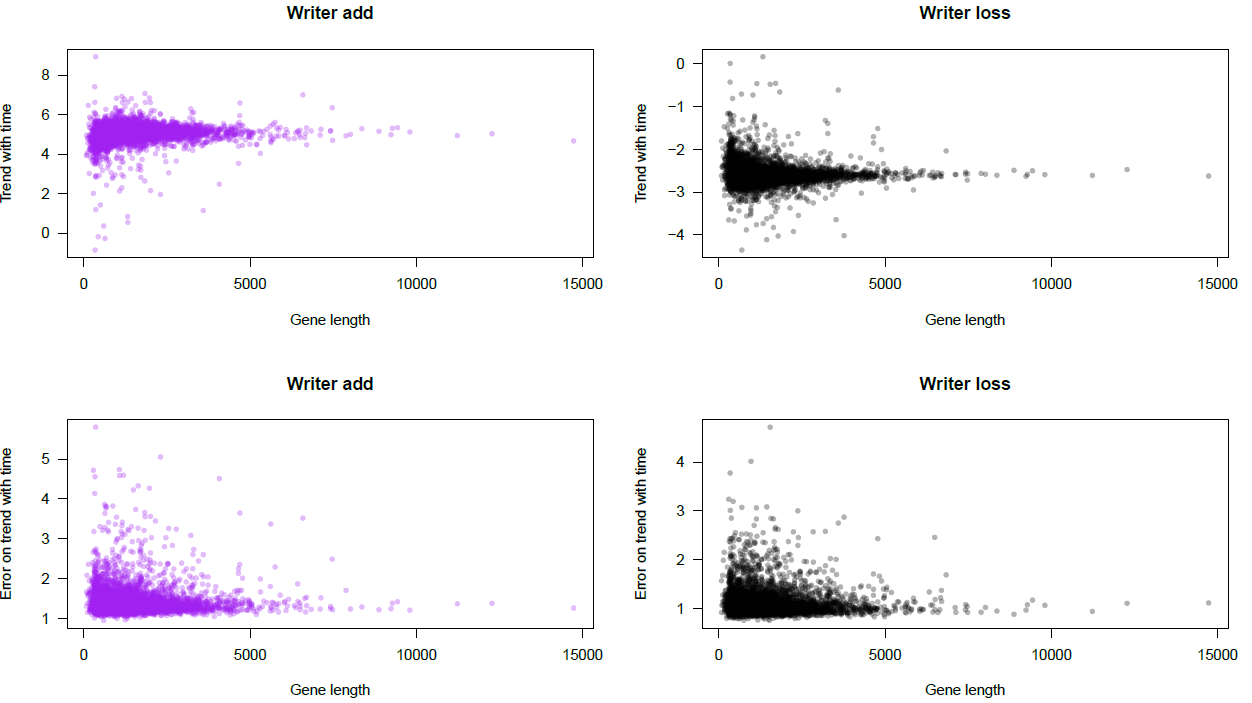 Writer add
Writer loss
Trend with time
8
6
4
2
0
0
5000
10000
15000
Gene length
Trend with time
0
−1
−2
−3
−4
0
5000
10000
15000
Gene length
Writer add
Writer loss
Error on trend with time
5
4
3
2
1
0
5000
10000
15000
Gene length
Error on trend with time
4
3
2
1
0
5000
10000
15000
Gene length